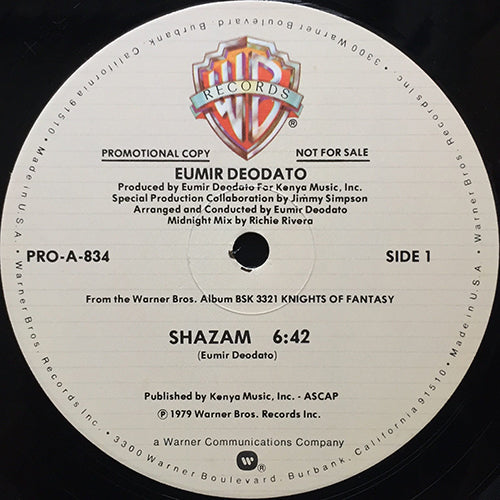 WB
RECORDS
®
PROMOTIONAL COPY
NOT FOR SALE
EUMIR DEODATO
Produced by Eumir Deodato For Kenya Music, Inc.
Special Production Collaboration by Jimmy Simpson
Arranged and Conducted by Eumir Deodato
Midnight Mix by Richie Rivera
PRO-A-834
SIDE 1
From the Warner Bros. Album BSK 3321 KNIGHTS OF FANTASY
SHAZAM 6:42
(Eumir Deodato)
Published by Kenya Music, Inc. - ASCAP
℗ 1979 Warner Bros. Records Inc.
a Warner Communications Company
®
Warner Bros. Records Inc. • 3300 Warner Boulevard, Burbank, California 91510 • Made in U.S.A. •
Warner Bros. Records Inc. • 3300 Warner Boulevard, Burbank, California 91510 • Made in U.S.A •